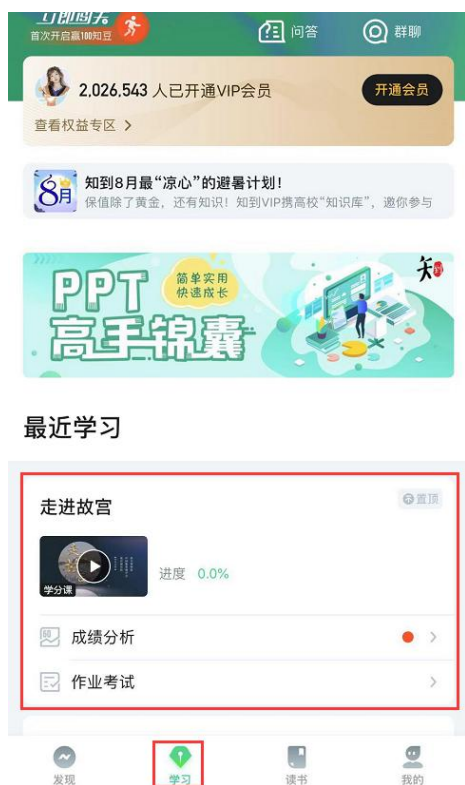 立即购买
首次开启赢100知豆
问答
群聊
2,026,543 人已开通VIP会员
开通会员
查看权益专区 >
8月
知到8月最“凉心”的避暑计划!
保值除了黄金，还有知识！知到VIP携高校“知识库”，邀你参与
PPT
高手锦囊
简单实用
快速成长
知
最近学习
走进故宫
置顶
学分课
进度 0.0%
60
成绩分析
作业考试
发现
学习
读书
我的